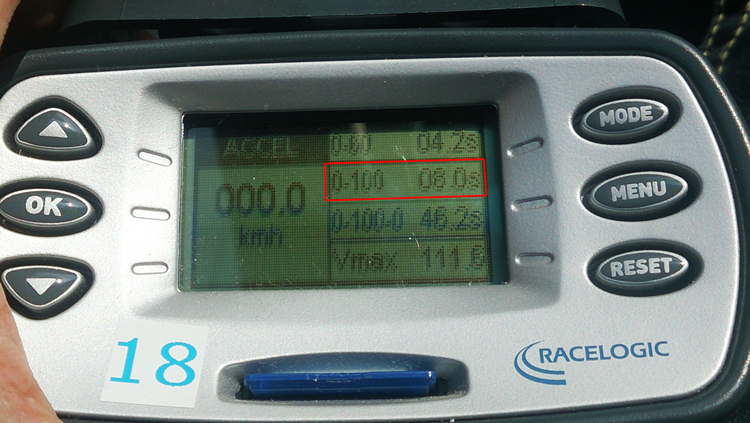 ACCEL
000.0
kmh
0-60 04.2s
0-100 08.0s
0-100-0 46.2s
Vmax 111.6
OK
MODE
MENU
RESET
18
RACELOGIC